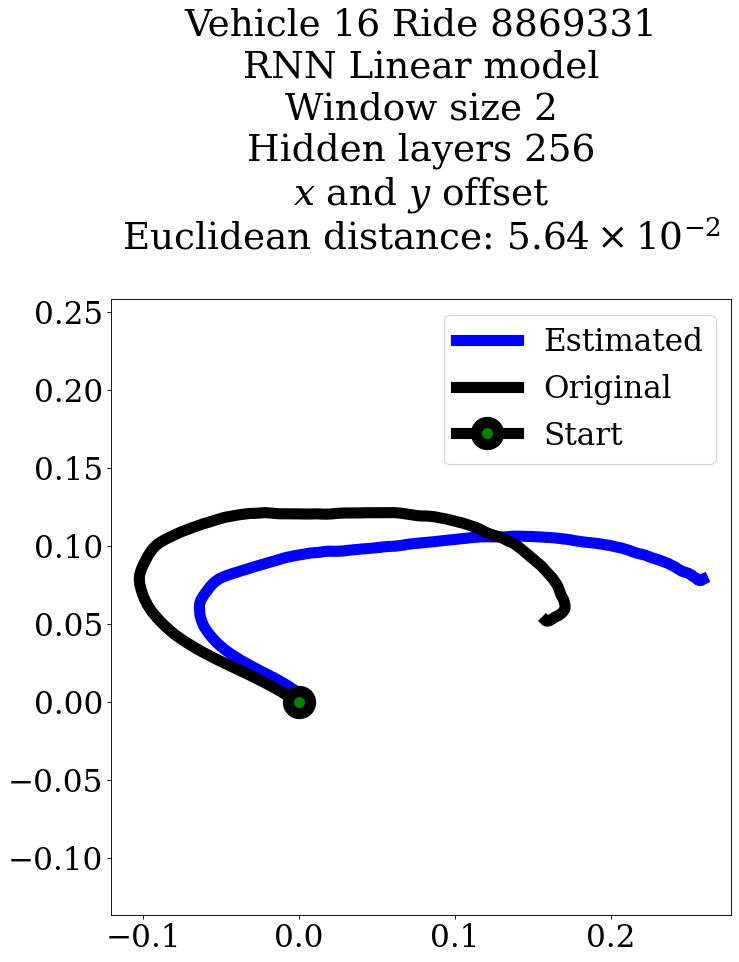 Vehicle 16 Ride 8869331
RNN Linear model
Window size 2
Hidden layers 256
x and y offset
Euclidean distance: 5.64 × 10⁻²
Estimated
Original
Start
0.25
0.20
0.15
0.10
0.05
0.00
−0.05
−0.10
−0.1 0.0 0.1 0.2